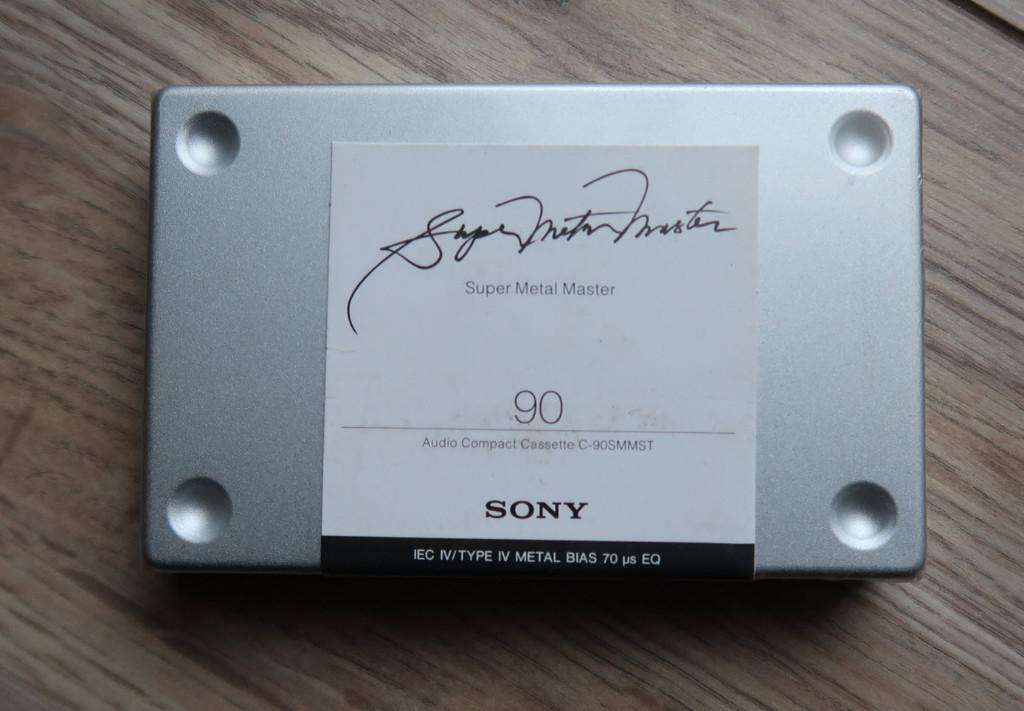 Super Metal Master
Super Metal Master
90
Audio Compact Cassette C-90SMMST
SONY
IEC IV/TYPE IV METAL BIAS 70 µs EQ